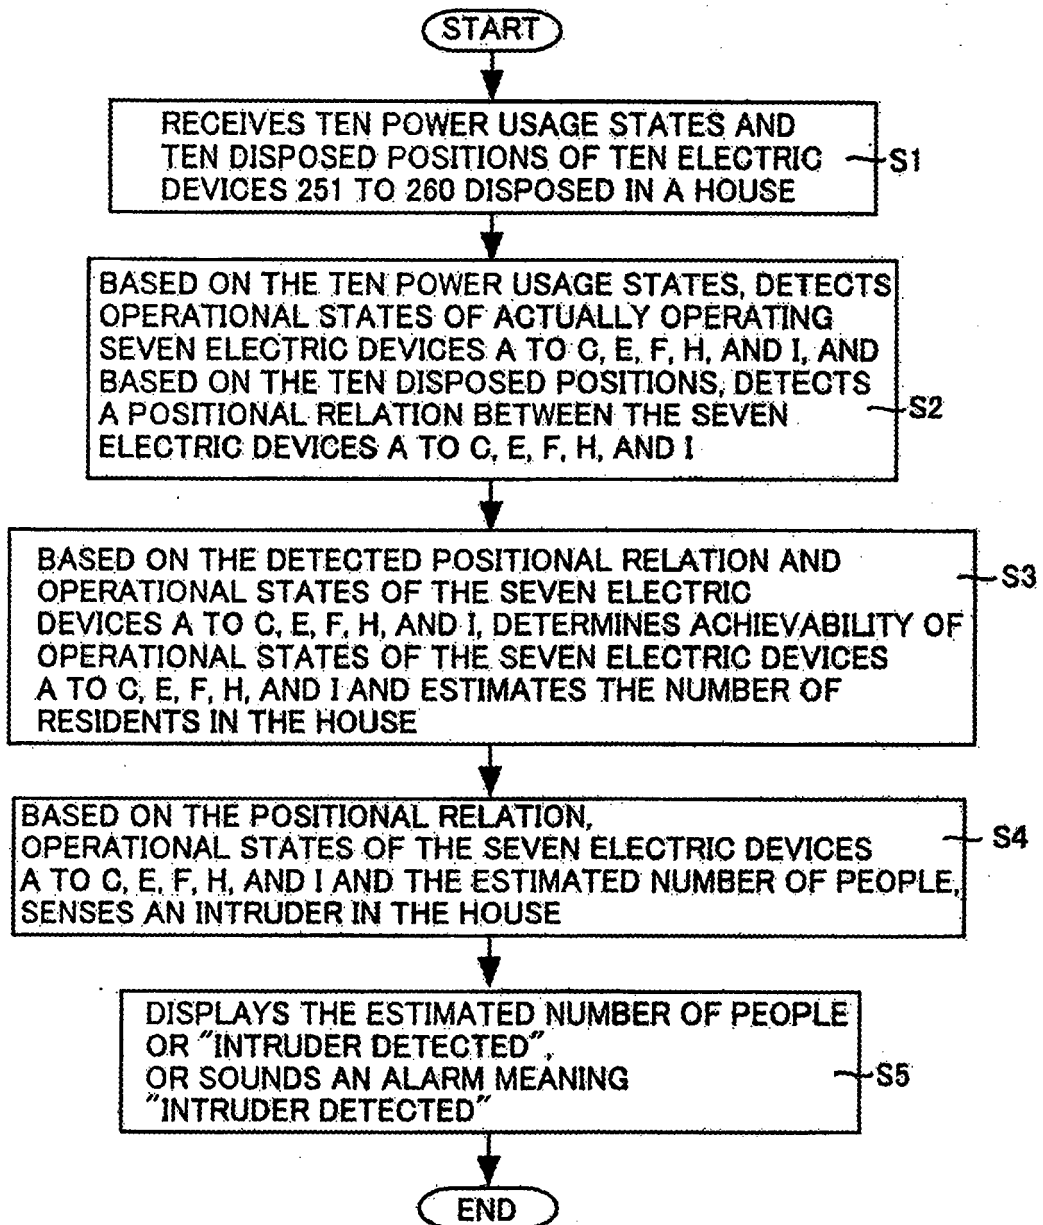 START
RECEIVES TEN POWER USAGE STATES AND
TEN DISPOSED POSITIONS OF TEN ELECTRIC
DEVICES 251 TO 260 DISPOSED IN A HOUSE
S1
BASED ON THE TEN POWER USAGE STATES, DETECTS
OPERATIONAL STATES OF ACTUALLY OPERATING
SEVEN ELECTRIC DEVICES A TO C, E, F, H, AND I, AND
BASED ON THE TEN DISPOSED POSITIONS, DETECTS
A POSITIONAL RELATION BETWEEN THE SEVEN
ELECTRIC DEVICES A TO C, E, F, H, AND I
S2
BASED ON THE DETECTED POSITIONAL RELATION AND
OPERATIONAL STATES OF THE SEVEN ELECTRIC
DEVICES A TO C, E, F, H, AND I, DETERMINES ACHIEVABILITY OF
OPERATIONAL STATES OF THE SEVEN ELECTRIC DEVICES
A TO C, E, F, H, AND I AND ESTIMATES THE NUMBER OF
RESIDENTS IN THE HOUSE
S3
BASED ON THE POSITIONAL RELATION,
OPERATIONAL STATES OF THE SEVEN ELECTRIC DEVICES
A TO C, E, F, H, AND I AND THE ESTIMATED NUMBER OF PEOPLE,
SENSES AN INTRUDER IN THE HOUSE
S4
DISPLAYS THE ESTIMATED NUMBER OF PEOPLE
OR "INTRUDER DETECTED",
OR SOUNDS AN ALARM MEANING
"INTRUDER DETECTED"
S5
END